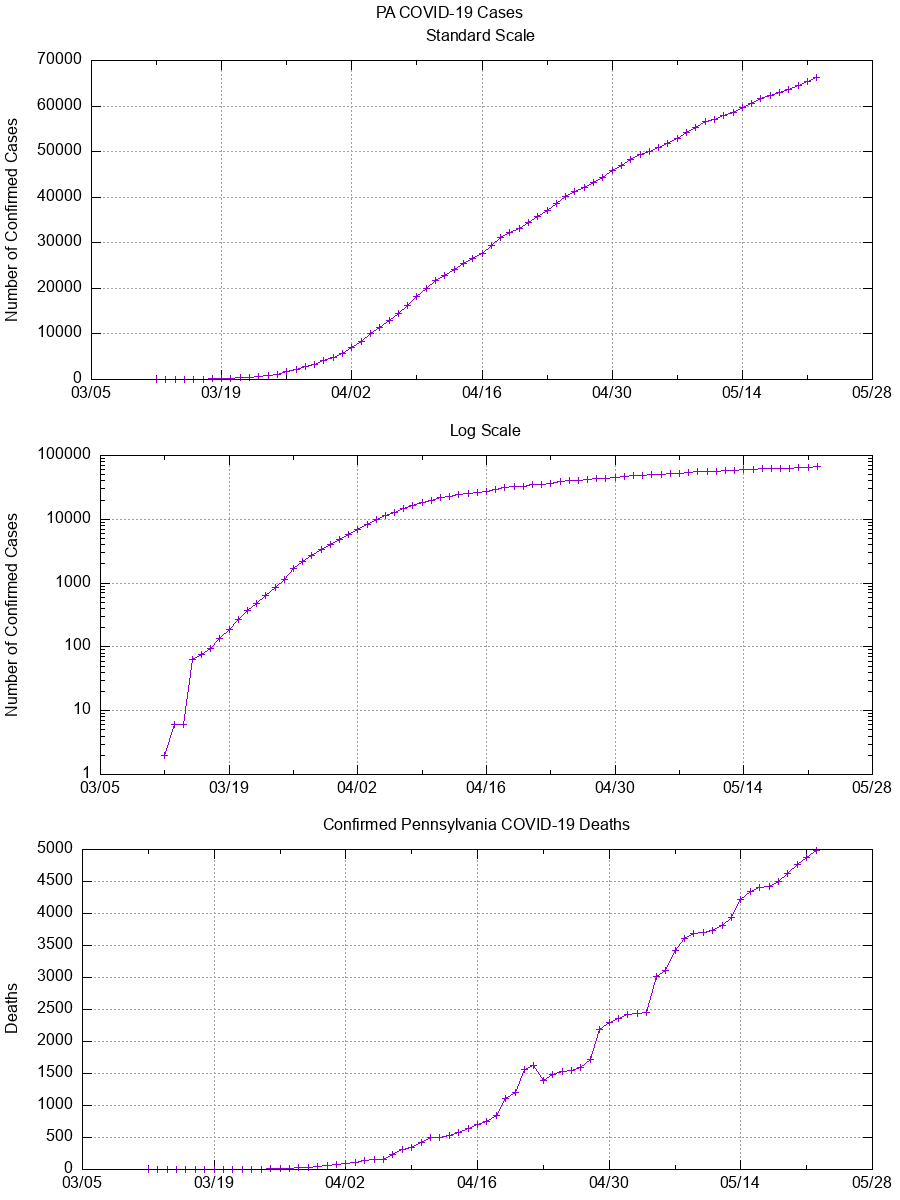 PA COVID-19 Cases
Standard Scale
Number of Confirmed Cases
70000
60000
50000
40000
30000
20000
10000
0
03/05 03/19 04/02 04/16 04/30 05/14 05/28
Log Scale
Number of Confirmed Cases
100000
10000
1000
100
10
1
03/05 03/19 04/02 04/16 04/30 05/14 05/28
Confirmed Pennsylvania COVID-19 Deaths
Deaths
5000
4500
4000
3500
3000
2500
2000
1500
1000
500
0
03/05 03/19 04/02 04/16 04/30 05/14 05/28